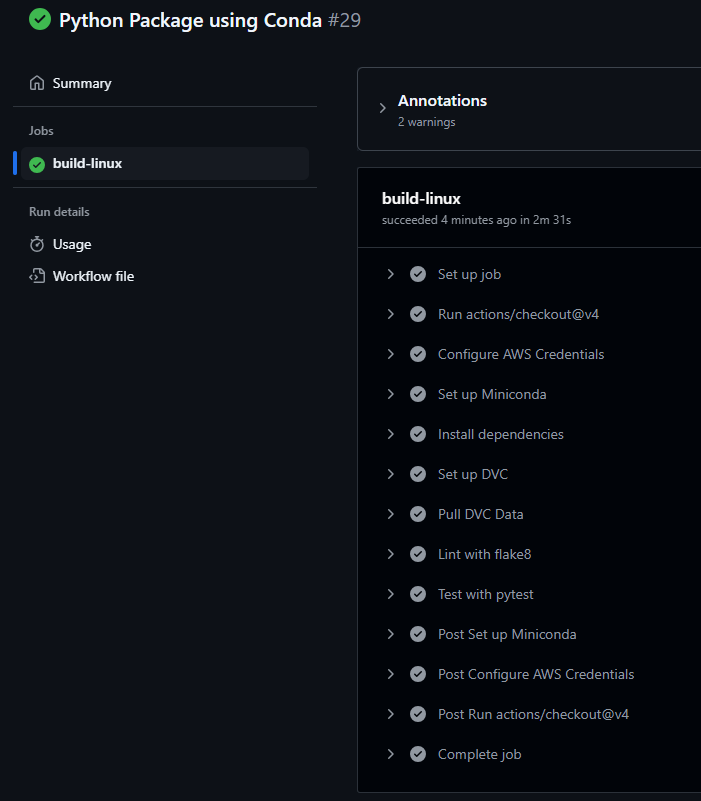 Python Package using Conda #29
Summary
Jobs
build-linux
Run details
Usage
Workflow file
Annotations
2 warnings
build-linux
succeeded 4 minutes ago in 2m 31s
Set up job
Run actions/checkout@v4
Configure AWS Credentials
Set up Miniconda
Install dependencies
Set up DVC
Pull DVC Data
Lint with flake8
Test with pytest
Post Set up Miniconda
Post Configure AWS Credentials
Post Run actions/checkout@v4
Complete job